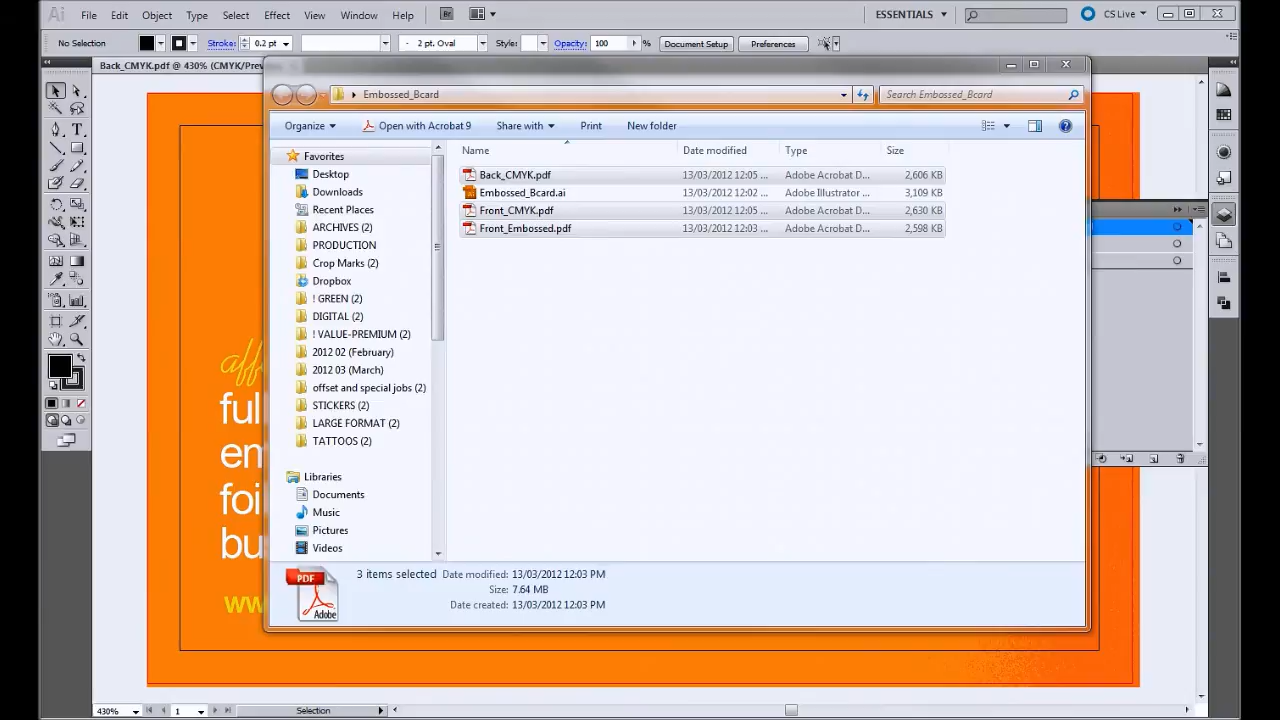 Ai File Edit Object Type Select Effect View Window Help Br ESSENTIALS CS Live
No Selection Stroke: 0.2 pt 2 pt. Oval Style: Opacity: 100 % Document Setup Preferences
Back_CMYK.pdf @ 430% (CMYK/Prev
Embossed_Bcard Search Embossed_Bcard
Organize Open with Acrobat 9 Share with Print New folder
Name Date modified Type Size
Favorites
Desktop
Downloads
Recent Places
ARCHIVES (2)
PRODUCTION
Crop Marks (2)
Dropbox
! GREEN (2)
DIGITAL (2)
! VALUE-PREMIUM (2)
2012 02 (February)
2012 03 (March)
offset and special jobs (2)
STICKERS (2)
LARGE FORMAT (2)
TATTOOS (2)
Libraries
Documents
Music
Pictures
Videos
Back_CMYK.pdf 13/03/2012 12:05 ... Adobe Acrobat D... 2,606 KB
Embossed_Bcard.ai 13/03/2012 12:02 ... Adobe Illustrator ... 3,109 KB
Front_CMYK.pdf 13/03/2012 12:05 ... Adobe Acrobat D... 2,630 KB
Front_Embossed.pdf 13/03/2012 12:03 ... Adobe Acrobat D... 2,598 KB
aff
ful
em
foi
bu
ww
PDF
Adobe
3 items selected Date modified: 13/03/2012 12:03 PM
Size: 7.64 MB
Date created: 13/03/2012 12:03 PM
430% 1 Selection